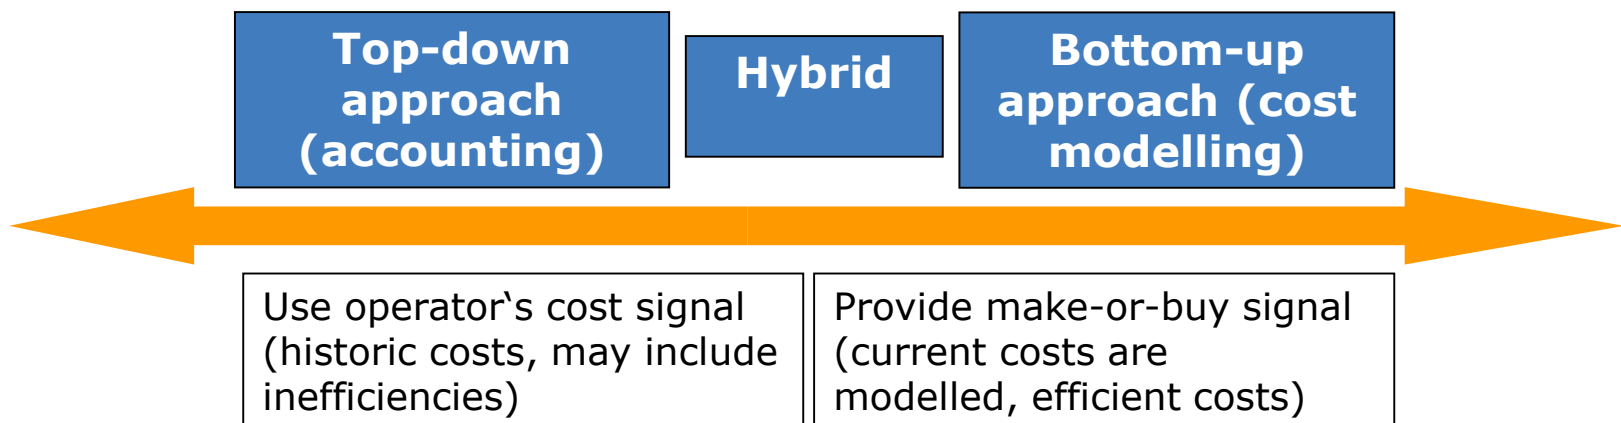 Top-down
approach
(accounting)
Hybrid
Bottom-up
approach (cost
modelling)
Use operator‘s cost signal
(historic costs, may include
inefficiencies)
Provide make-or-buy signal
(current costs are
modelled, efficient costs)